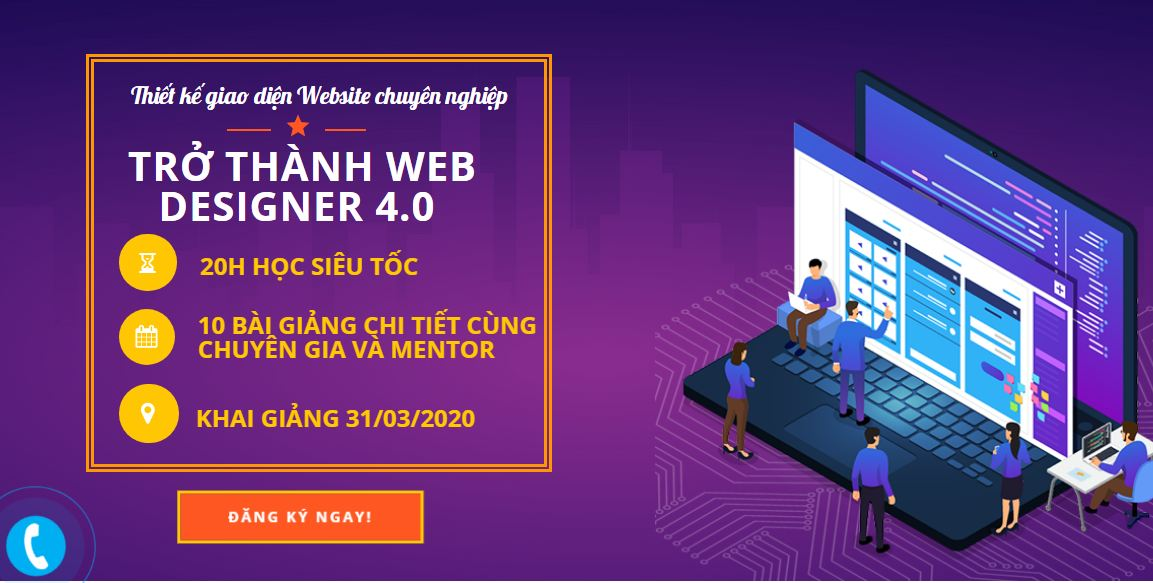 Thiết kế giao diện Website chuyên nghiệp
TRỞ THÀNH WEB
DESIGNER 4.0
20H HỌC SIÊU TỐC
10 BÀI GIẢNG CHI TIẾT CÙNG
CHUYÊN GIA VÀ MENTOR
KHAI GIẢNG 31/03/2020
ĐĂNG KÝ NGAY!